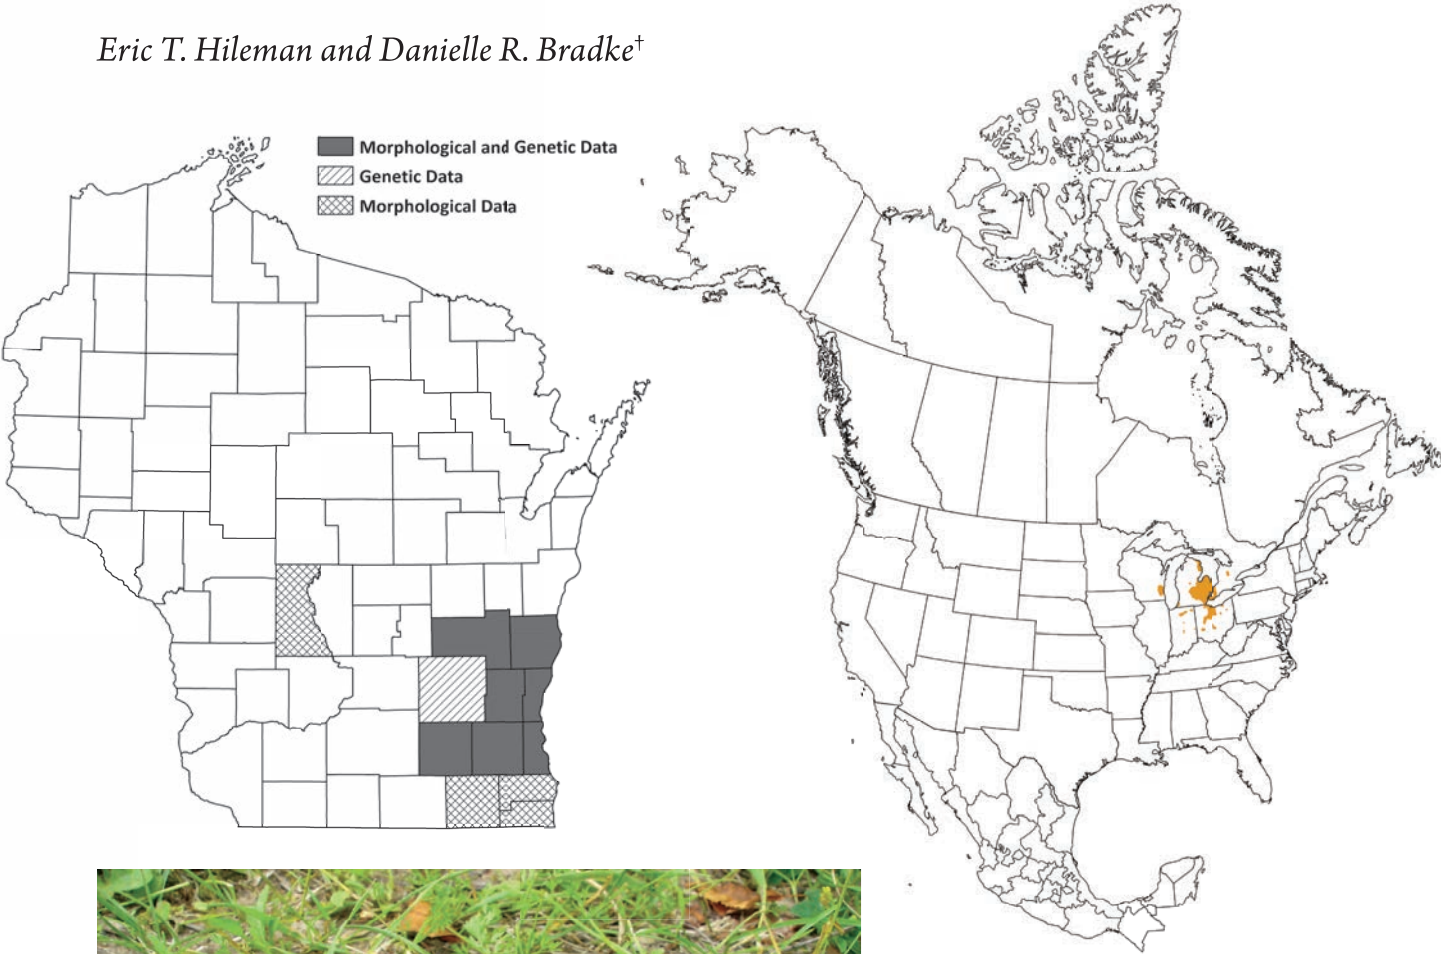 Eric T. Hileman and Danielle R. Bradke†
Morphological and Genetic Data
Genetic Data
Morphological Data